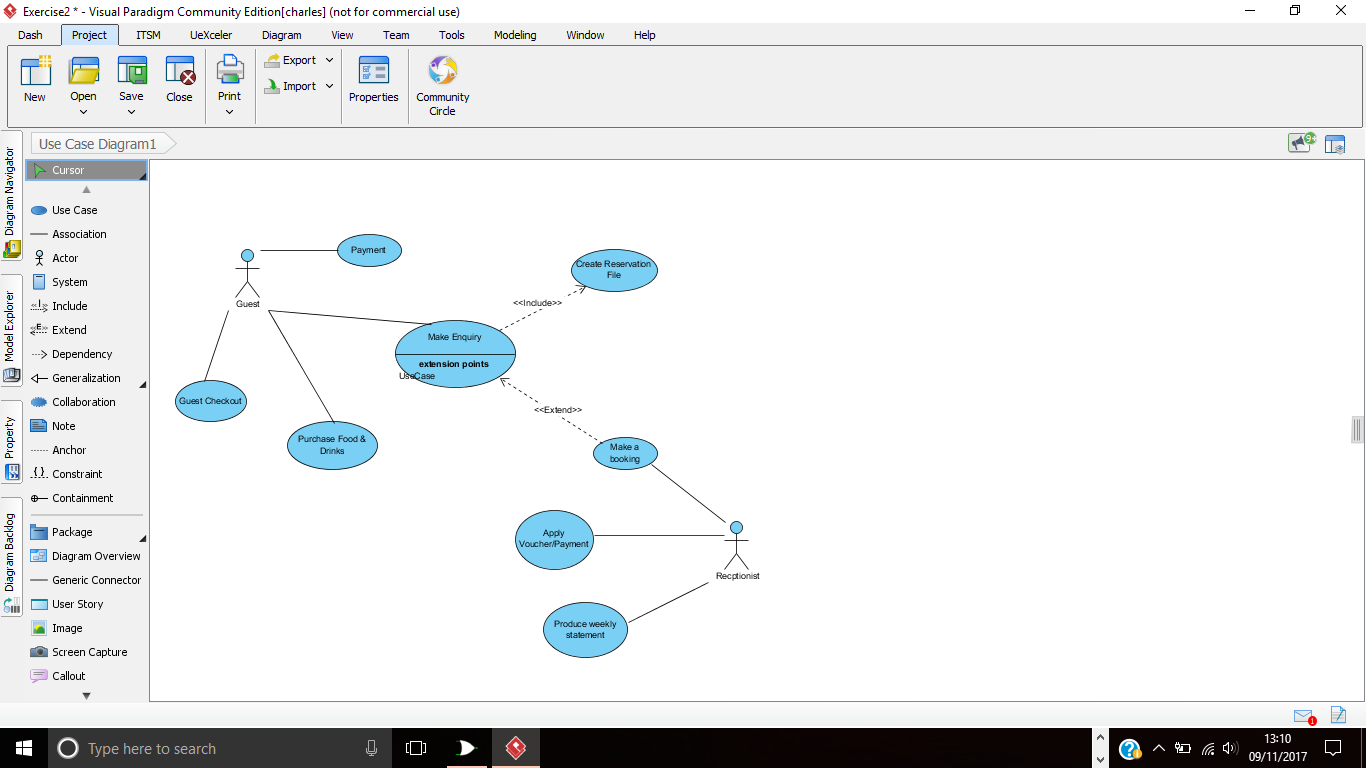 Exercise2 * - Visual Paradigm Community Edition[charles] (not for commercial use)
Dash Project ITSM UeXceler Diagram View Team Tools Modeling Window Help
New Open Save Close Print Export Import Properties Community
Circle
Use Case Diagram1
9+
Diagram Navigator
Model Explorer
Property
Diagram Backlog
Cursor
Use Case
Association
Actor
System
Include
Extend
Dependency
Generalization
Collaboration
Note
Anchor
Constraint
Containment
Package
Diagram Overview
Generic Connector
User Story
Image
Screen Capture
Callout
Payment
Guest
Create Reservation
File
<<Include>>
Make Enquiry
extension points
UseCase
Guest Checkout
<<Extend>>
Purchase Food &
Drinks
Make a
booking
Apply
Voucher/Payment
Recptionist
Produce weekly
statement
1
Type here to search
13:10
09/11/2017